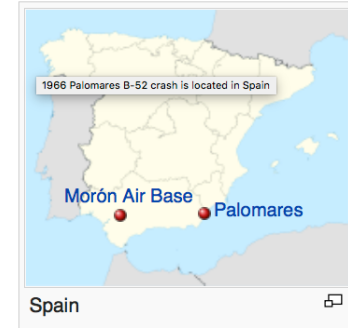 1966 Palomares B-52 crash is located in Spain
Morón Air Base
Palomares
Spain